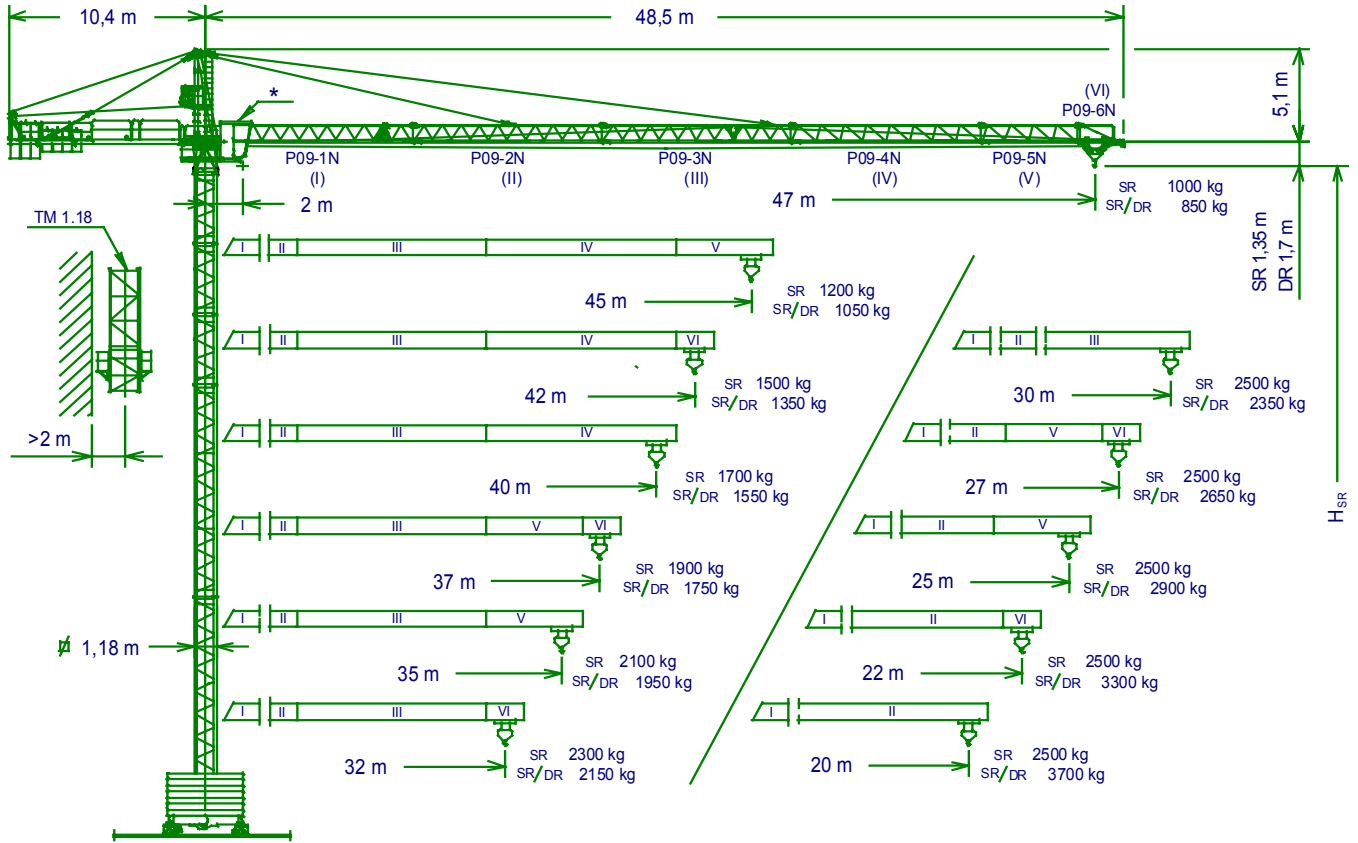 10,4 m
48,5 m
*
(VI)
P09-6N
5,1 m
P09-1N
(I)
P09-2N
(II)
P09-3N
(III)
P09-4N
(IV)
P09-5N
(V)
2 m
47 m
SR 1000 kg
SR/DR 850 kg
SR 1,35 m
DR 1,7 m
HSR
TM 1.18
>2 m
1,18 m
I II III IV V
45 m
SR 1200 kg
SR/DR 1050 kg
I II III IV VI
42 m
SR 1500 kg
SR/DR 1350 kg
I II III IV
40 m
SR 1700 kg
SR/DR 1550 kg
I II III V VI
37 m
SR 1900 kg
SR/DR 1750 kg
I II III V
35 m
SR 2100 kg
SR/DR 1950 kg
I II III VI
32 m
SR 2300 kg
SR/DR 2150 kg
I II III
30 m
SR 2500 kg
SR/DR 2350 kg
I II V VI
27 m
SR 2500 kg
SR/DR 2650 kg
I II V
25 m
SR 2500 kg
SR/DR 2900 kg
I II VI
22 m
SR 2500 kg
SR/DR 3300 kg
I II
20 m
SR 2500 kg
SR/DR 3700 kg